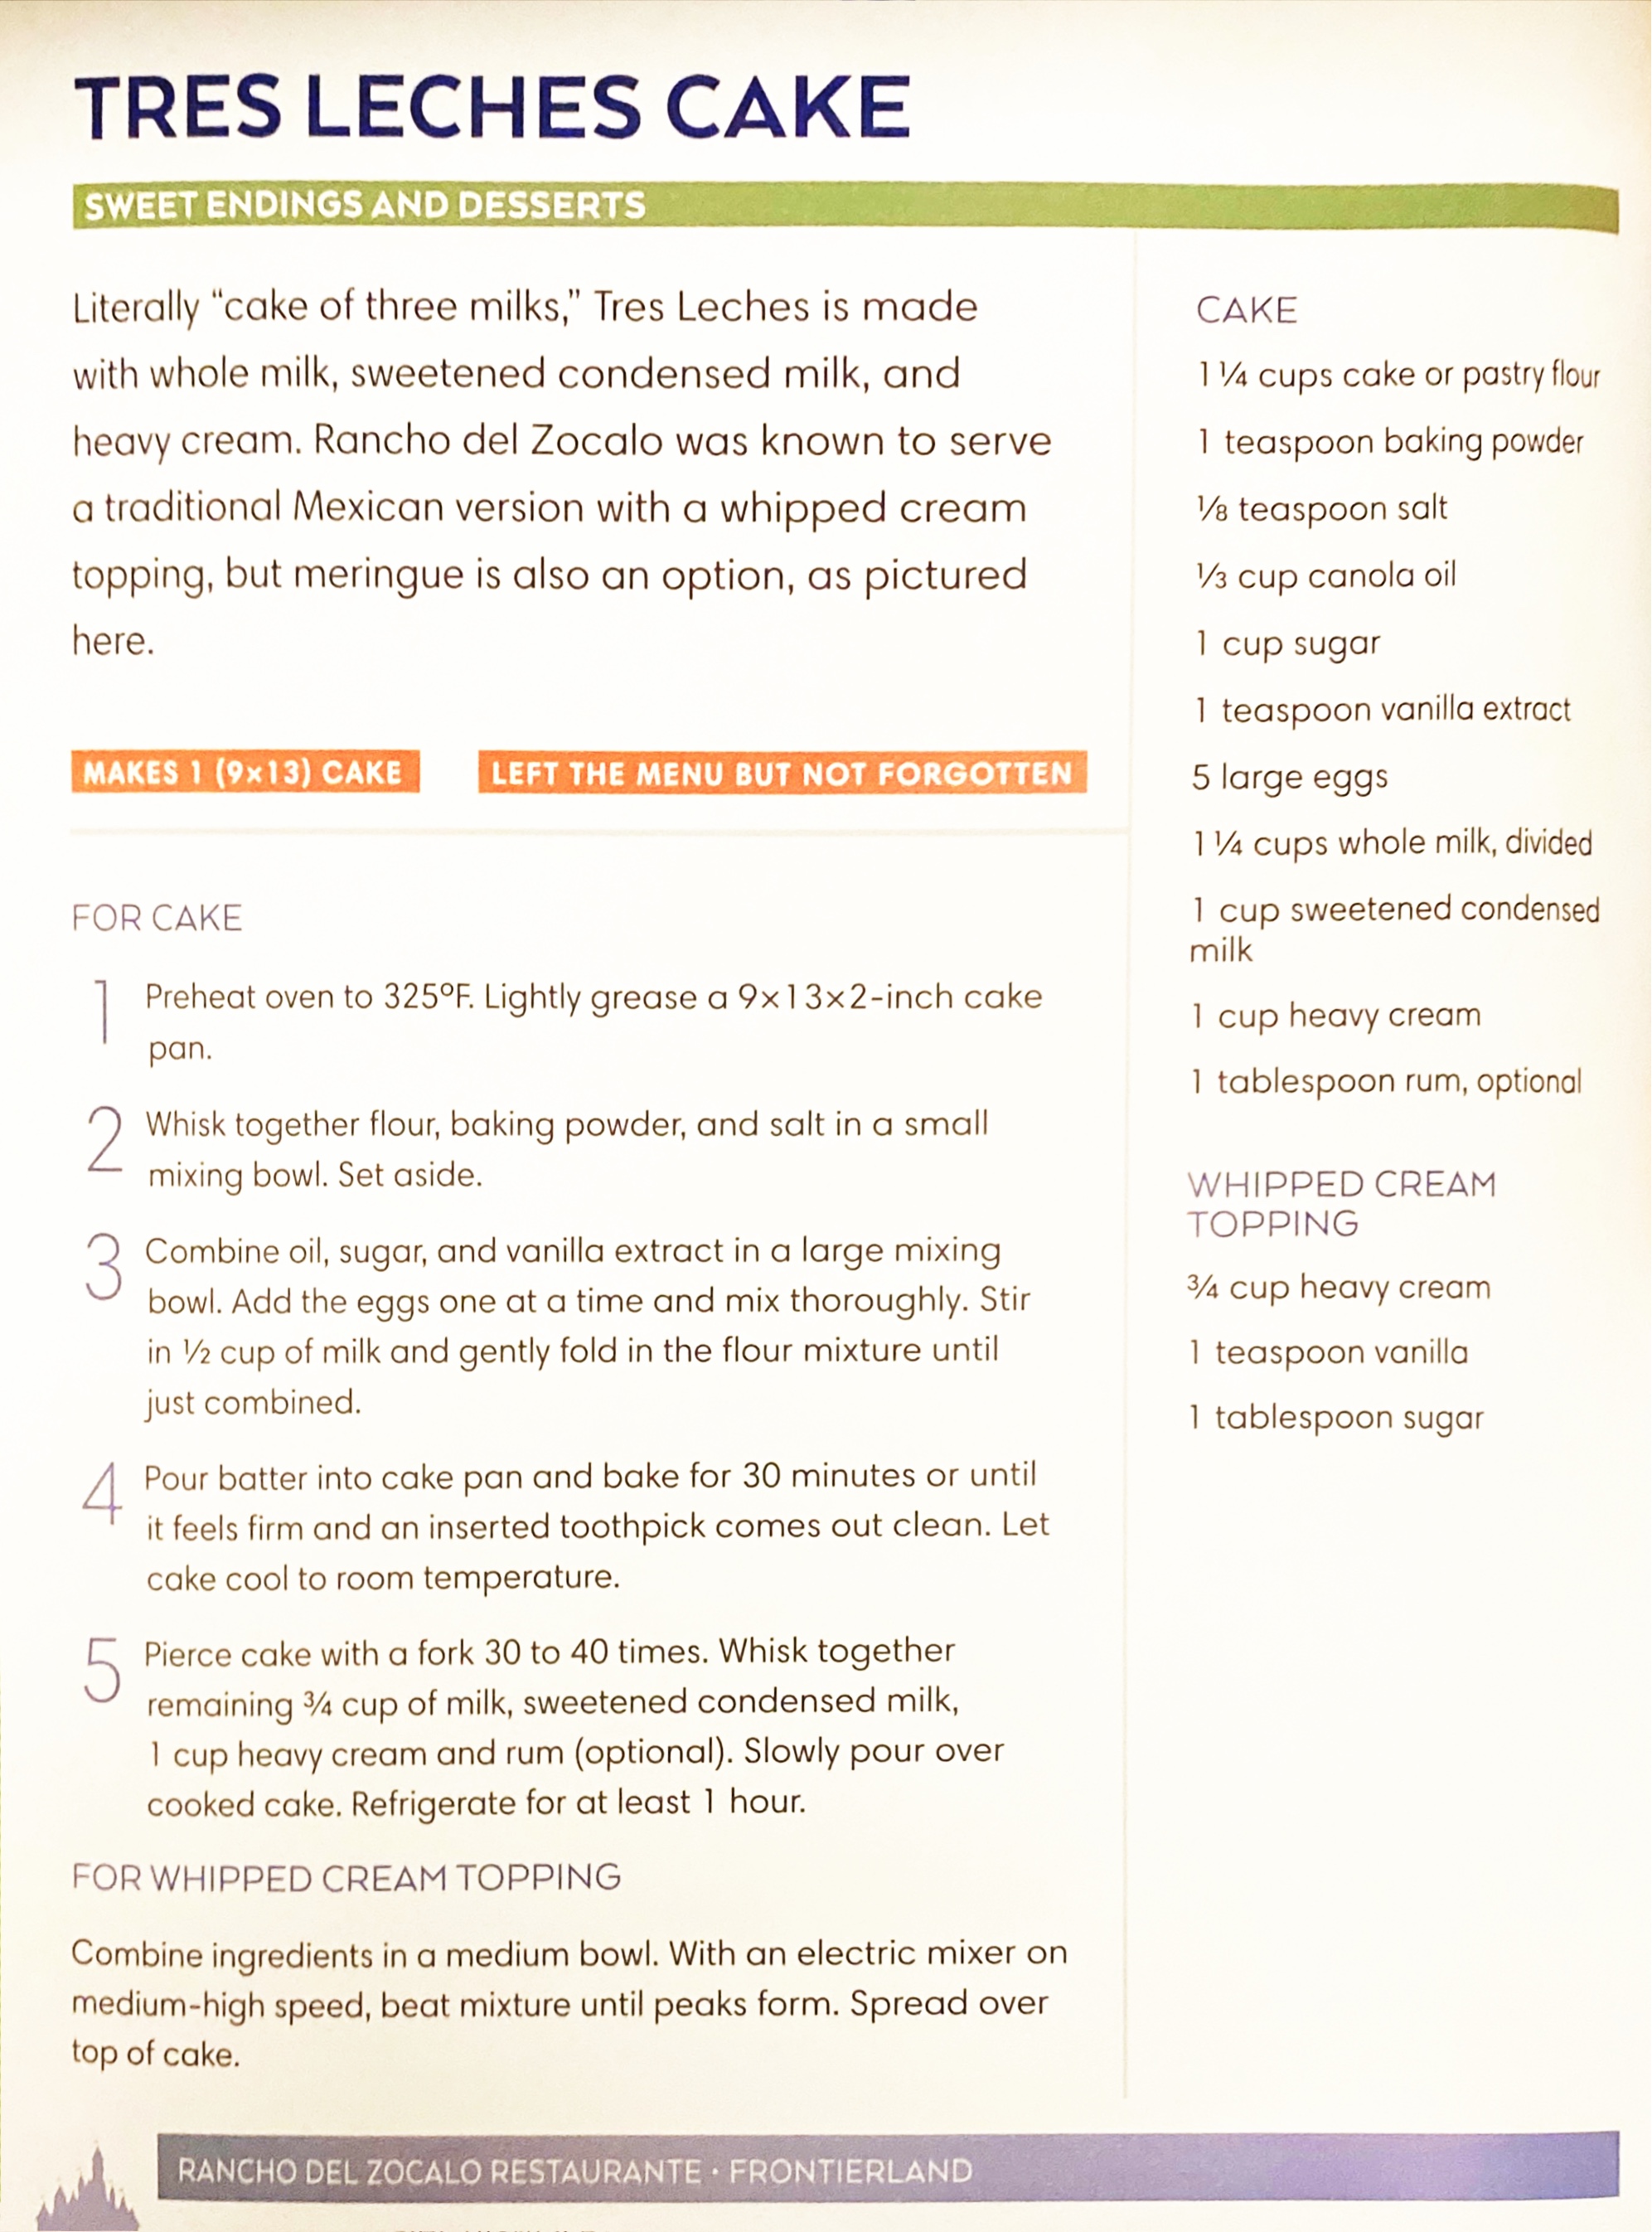 TRES LECHES CAKE
SWEET ENDINGS AND DESSERTS
Literally “cake of three milks,” Tres Leches is made
with whole milk, sweetened condensed milk, and
heavy cream. Rancho del Zocalo was known to serve
a traditional Mexican version with a whipped cream
topping, but meringue is also an option, as pictured
here.
MAKES 1 (9×13) CAKE
LEFT THE MENU BUT NOT FORGOTTEN
FOR CAKE
1 Preheat oven to 325ºF. Lightly grease a 9×13×2-inch cake
pan.
2 Whisk together flour, baking powder, and salt in a small
mixing bowl. Set aside.
3 Combine oil, sugar, and vanilla extract in a large mixing
bowl. Add the eggs one at a time and mix thoroughly. Stir
in ½ cup of milk and gently fold in the flour mixture until
just combined.
4 Pour batter into cake pan and bake for 30 minutes or until
it feels firm and an inserted toothpick comes out clean. Let
cake cool to room temperature.
5 Pierce cake with a fork 30 to 40 times. Whisk together
remaining ¾ cup of milk, sweetened condensed milk,
1 cup heavy cream and rum (optional). Slowly pour over
cooked cake. Refrigerate for at least 1 hour.
FOR WHIPPED CREAM TOPPING
Combine ingredients in a medium bowl. With an electric mixer on
medium-high speed, beat mixture until peaks form. Spread over
top of cake.
CAKE
1 ¼ cups cake or pastry flour
1 teaspoon baking powder
⅛ teaspoon salt
⅓ cup canola oil
1 cup sugar
1 teaspoon vanilla extract
5 large eggs
1 ¼ cups whole milk, divided
1 cup sweetened condensed
milk
1 cup heavy cream
1 tablespoon rum, optional
WHIPPED CREAM
TOPPING
¾ cup heavy cream
1 teaspoon vanilla
1 tablespoon sugar
RANCHO DEL ZOCALO RESTAURANTE • FRONTIERLAND